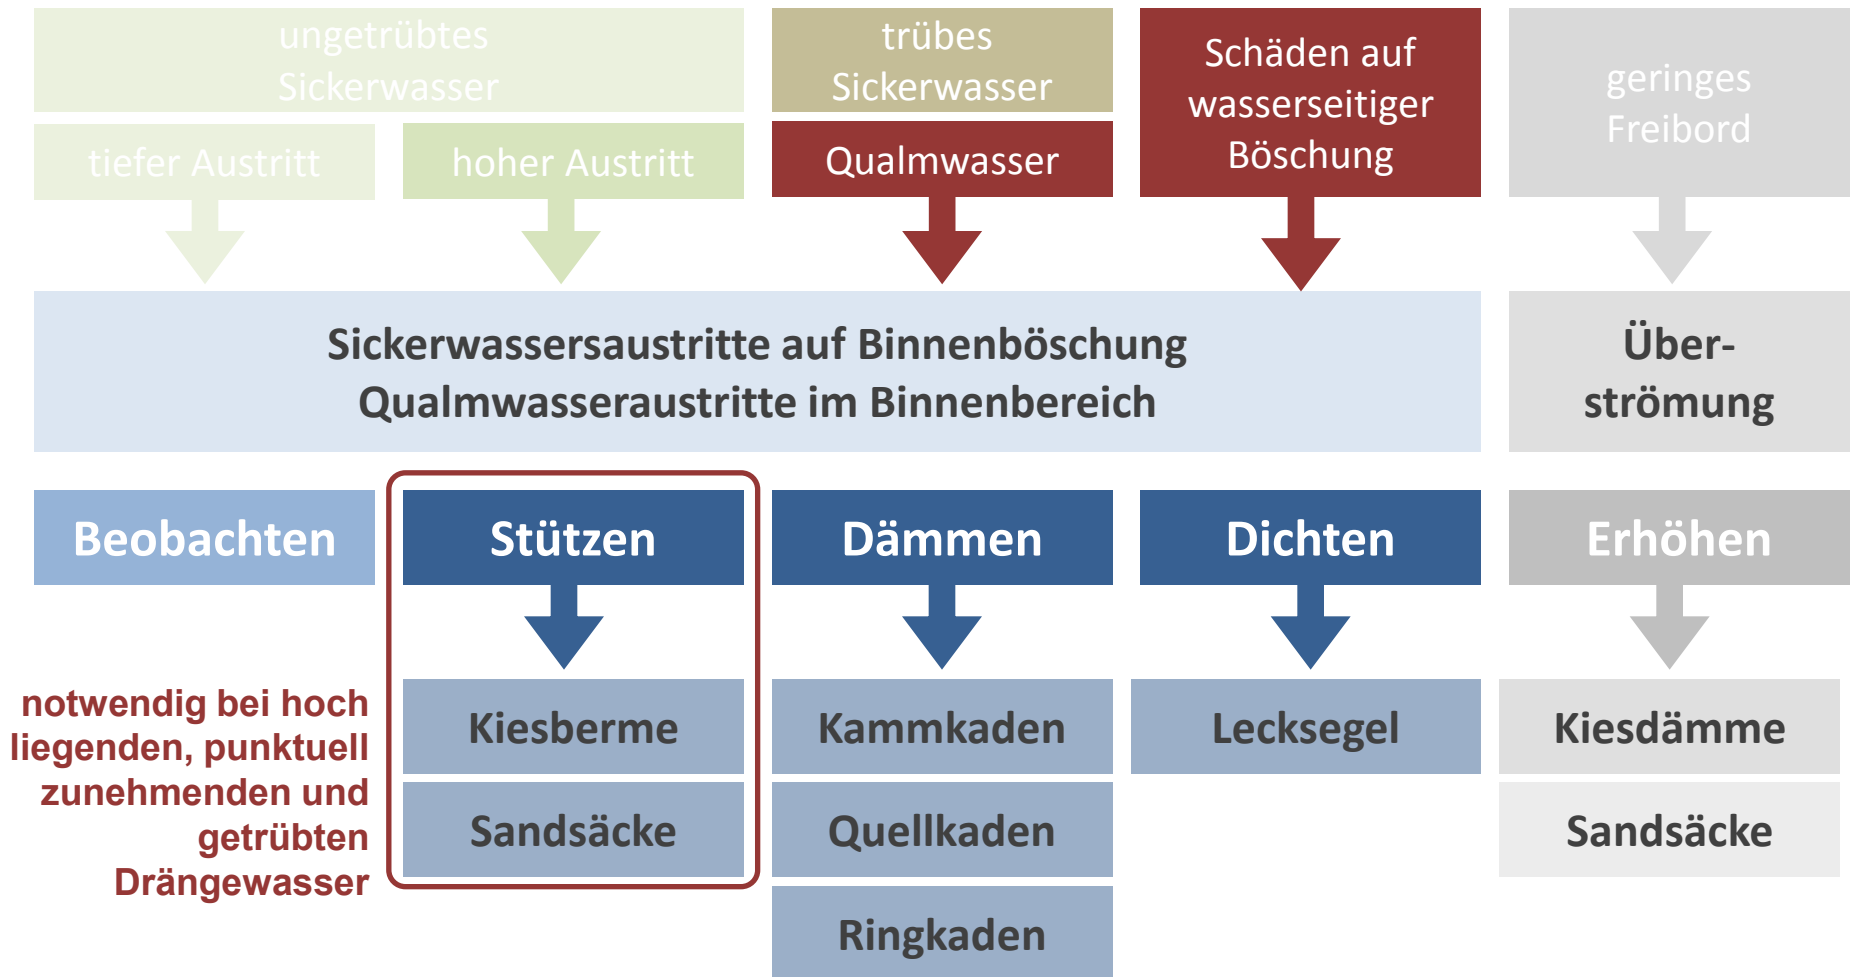 ungetrübtes
Sickerwasser
tiefer Austritt
hoher Austritt
trübes
Sickerwasser
Qualmwasser
Schäden auf
wasserseitiger
Böschung
geringes
Freibord
Sickerwassersaustritte auf Binnenböschung
Qualmwasseraustritte im Binnenbereich
Über-
strömung
Beobachten
Stützen
Dämmen
Dichten
Erhöhen
notwendig bei hoch
liegenden, punktuell
zunehmenden und
getrübten
Drängewasser
Kiesberme
Sandsäcke
Kammkaden
Quellkaden
Ringkaden
Lecksegel
Kiesdämme
Sandsäcke